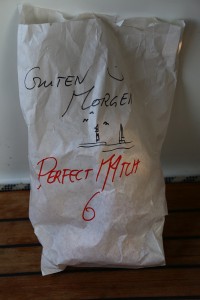 GUTEN
MORGEN
PERFECT MATCH
6